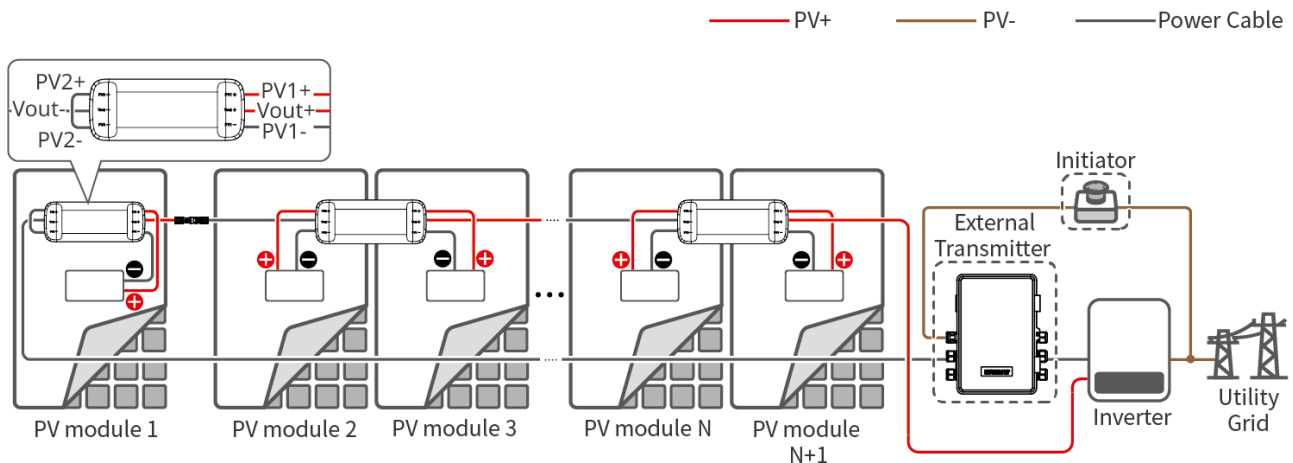 PV+ PV- Power Cable
PV2+
Vout-
PV2-
PV1+
Vout+
PV1-
Initiator
External
Transmitter
PV module 1
PV module 2
PV module 3
PV module N
PV module
N+1
Inverter
Utility
Grid